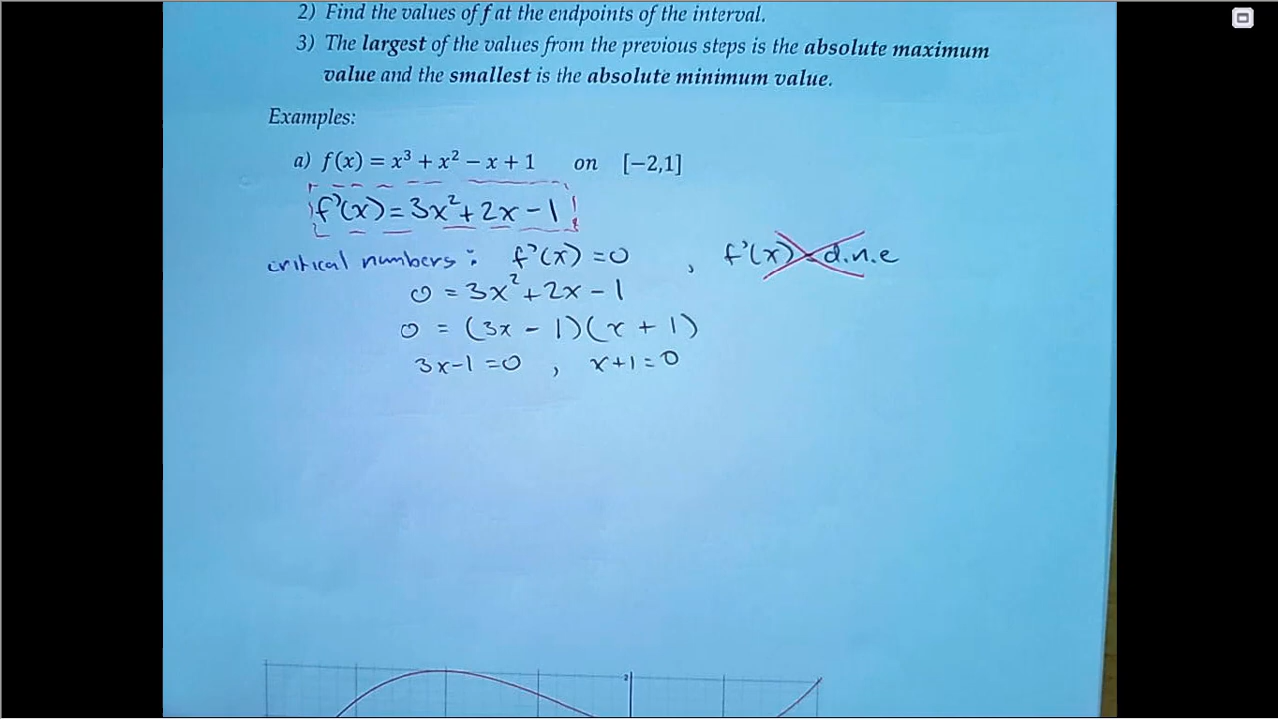 2) Find the values of f at the endpoints of the interval.
3) The largest of the values from the previous steps is the absolute maximum
value and the smallest is the absolute minimum value.
Examples:
a) f(x) = x³ + x² − x + 1 on [−2,1]
f'(x) = 3x² + 2x − 1
critical numbers: f'(x) = 0 , f'(x) = d.n.e
0 = 3x² + 2x − 1
0 = (3x − 1)(x + 1)
3x−1 = 0 , x+1 = 0
2